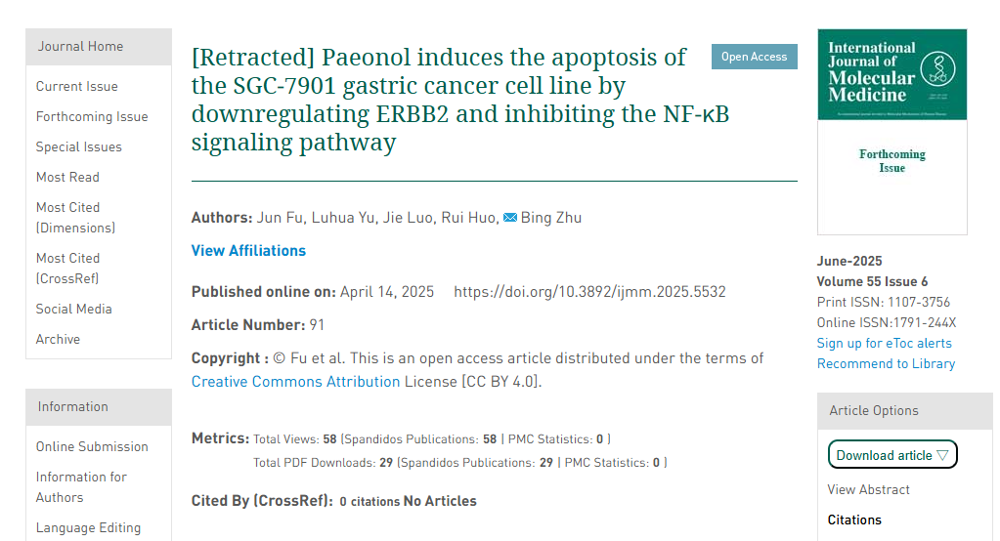 Journal Home
Current Issue
Forthcoming Issue
Special Issues
Most Read
Most Cited
(Dimensions)
Most Cited
(CrossRef)
Social Media
Archive
Information
Online Submission
Information for
Authors
Language Editing
[Retracted] Paeonol induces the apoptosis of
the SGC-7901 gastric cancer cell line by
downregulating ERBB2 and inhibiting the NF-κB
signaling pathway
Open Access
Authors: Jun Fu, Luhua Yu, Jie Luo, Rui Huo, Bing Zhu
View Affiliations
Published online on: April 14, 2025 https://doi.org/10.3892/ijmm.2025.5532
Article Number: 91
Copyright : © Fu et al. This is an open access article distributed under the terms of
Creative Commons Attribution License [CC BY 4.0].
Metrics: Total Views: 58 (Spandidos Publications: 58 | PMC Statistics: 0 )
Total PDF Downloads: 29 (Spandidos Publications: 29 | PMC Statistics: 0 )
Cited By (CrossRef): 0 citations No Articles
International
Journal of
Molecular
Medicine
Forthcoming
Issue
June-2025
Volume 55 Issue 6
Print ISSN: 1107-3756
Online ISSN:1791-244X
Sign up for eToc alerts
Recommend to Library
Article Options
Download article ▽
View Abstract
Citations